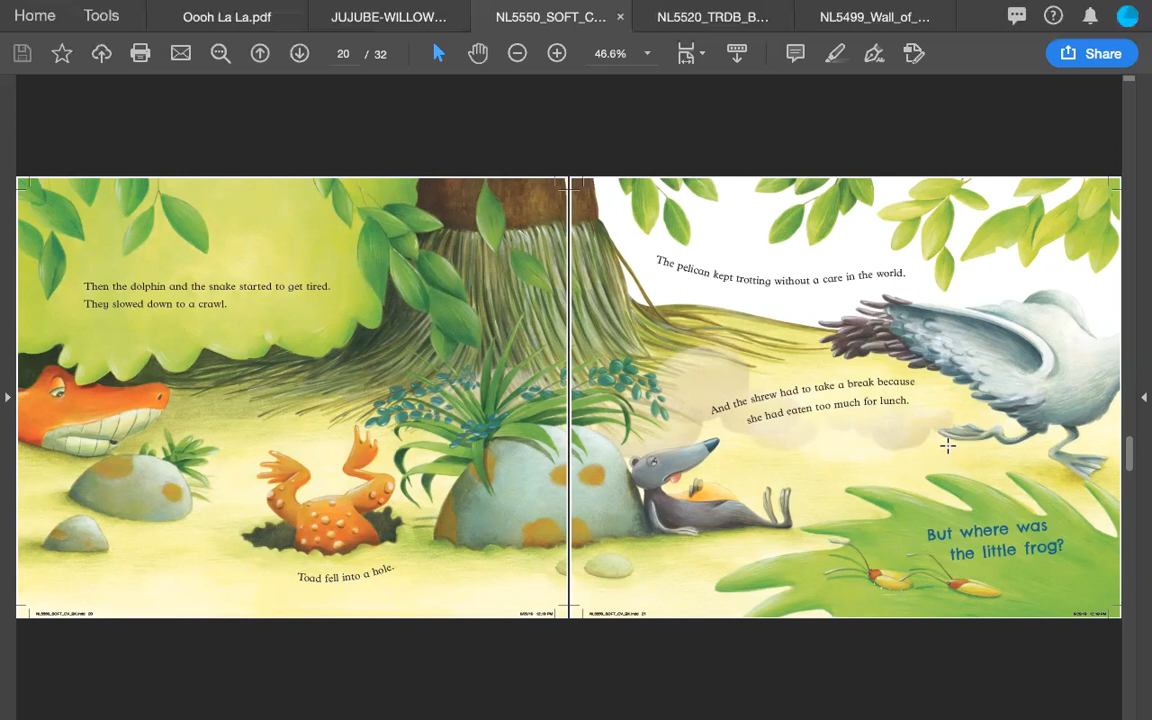 Home
Tools
Oooh La La.pdf
JUJUBE-WILLOW...
NL5550_SOFT_C...
×
NL5520_TRDB_B...
NL5499_Wall_of_...
20 / 32
46.6%
Share
Then the dolphin and the snake started to get tired.
They slowed down to a crawl.
Toad fell into a hole.
The pelican kept trotting without a care in the world.
And the shrew had to take a break because
she had eaten too much for lunch.
But where was
the little frog?